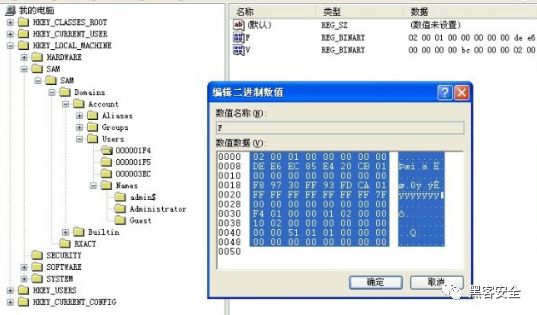 我的电脑
HKEY_CLASSES_ROOT
HKEY_CURRENT_USER
HKEY_LOCAL_MACHINE
HARDWARE
SAM
SAM
Domains
Account
Aliases
Groups
Users
000001F4
000001F5
000003EC
Names
admin$
Administrator
Guest
Builtin
RXACT
SECURITY
SOFTWARE
SYSTEM
HKEY_USERS
HKEY_CURRENT_CONFIG
名称 类型 数据
(默认) REG_SZ (数值未设置)
F REG_BINARY 02 00 01 00 00 00 00 00 de e6
V REG_BINARY 00 00 00 00 bc 00 00 00 02 00
编辑二进制数值
数值名称(N):
F
数值数据(V):
0000 02 00 01 00 00 00 00 00 ........
0008 DE E6 EC 85 E4 20 CB 01 Þæì.ä Ë.
0010 00 00 00 00 00 00 00 00 ........
0018 F8 97 30 FF 93 FD CA 01 ø.0ÿ.ýÊ.
0020 FF FF FF FF FF FF FF 7F ÿÿÿÿÿÿÿ
0028 00 00 00 00 00 00 00 00 ........
0030 F4 01 00 00 01 02 00 00 ô.......
0038 10 02 00 00 00 00 00 00 ........
0040 00 00 51 01 01 00 00 00 ..Q.....
0048 00 00 00 00 00 00 00 00 ........
0050
确定 取消
黑客安全